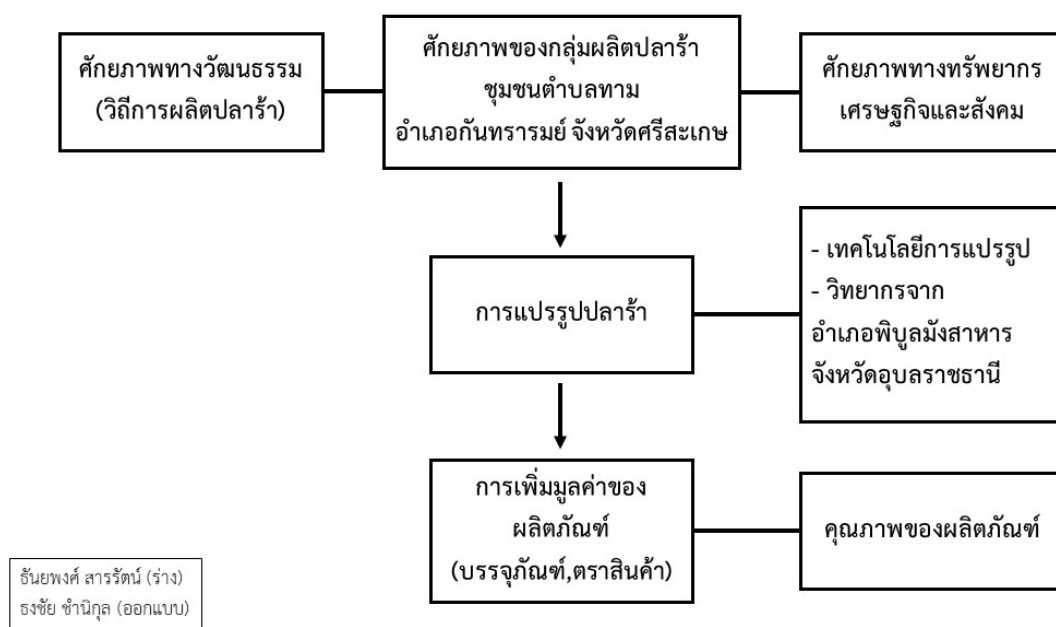 ศักยภาพทางวัฒนธรรม
(วิถีการผลิตปลาร้า)
ศักยภาพของกลุ่มผลิตปลาร้า
ชุมชนตำบลทาม
อำเภอกันทรารมย์ จังหวัดศรีสะเกษ
ศักยภาพทางทรัพยากร
เศรษฐกิจและสังคม
การแปรรูปปลาร้า
- เทคโนโลยีการแปรรูป
- วิทยากรจาก
อำเภอพิบูลมังสาหาร
จังหวัดอุบลราชธานี
การเพิ่มมูลค่าของ
ผลิตภัณฑ์
(บรรจุภัณฑ์,ตราสินค้า)
คุณภาพของผลิตภัณฑ์
ธันยพงศ์ สารรัตน์ (ร่าง)
ธงชัย ชำนิกุล (ออกแบบ)